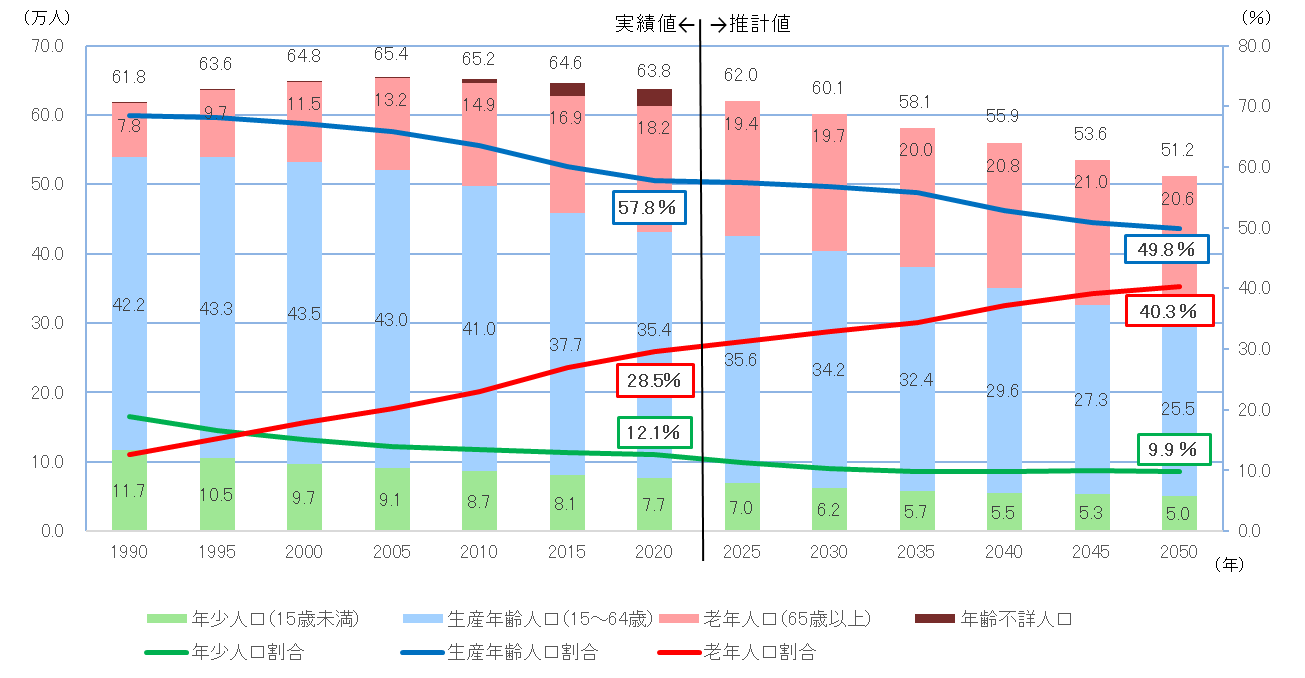 (万人)
実績値←
→推計値
(%)
70.0
60.0
50.0
40.0
30.0
20.0
10.0
0.0
80.0
70.0
60.0
50.0
40.0
30.0
20.0
10.0
0.0
61.8 63.6 64.8 65.4 65.2 64.6 63.8 62.0 60.1 58.1 55.9 53.6 51.2
7.8 9.7 11.5 13.2 14.9 16.9 18.2 19.4 19.7 20.0 20.8 21.0 20.6
57.8%
49.8%
42.2 43.3 43.5 43.0 41.0 37.7 35.4 35.6 34.2 32.4 29.6 27.3 25.5
40.3%
28.5%
12.1%
9.9%
11.7 10.5 9.7 9.1 8.7 8.1 7.7 7.0 6.2 5.7 5.5 5.3 5.0
1990 1995 2000 2005 2010 2015 2020 2025 2030 2035 2040 2045 2050
(年)
年少人口(15歳未満) 生産年齢人口(15～64歳) 老年人口(65歳以上) 年齢不詳人口
年少人口割合 生産年齢人口割合 老年人口割合